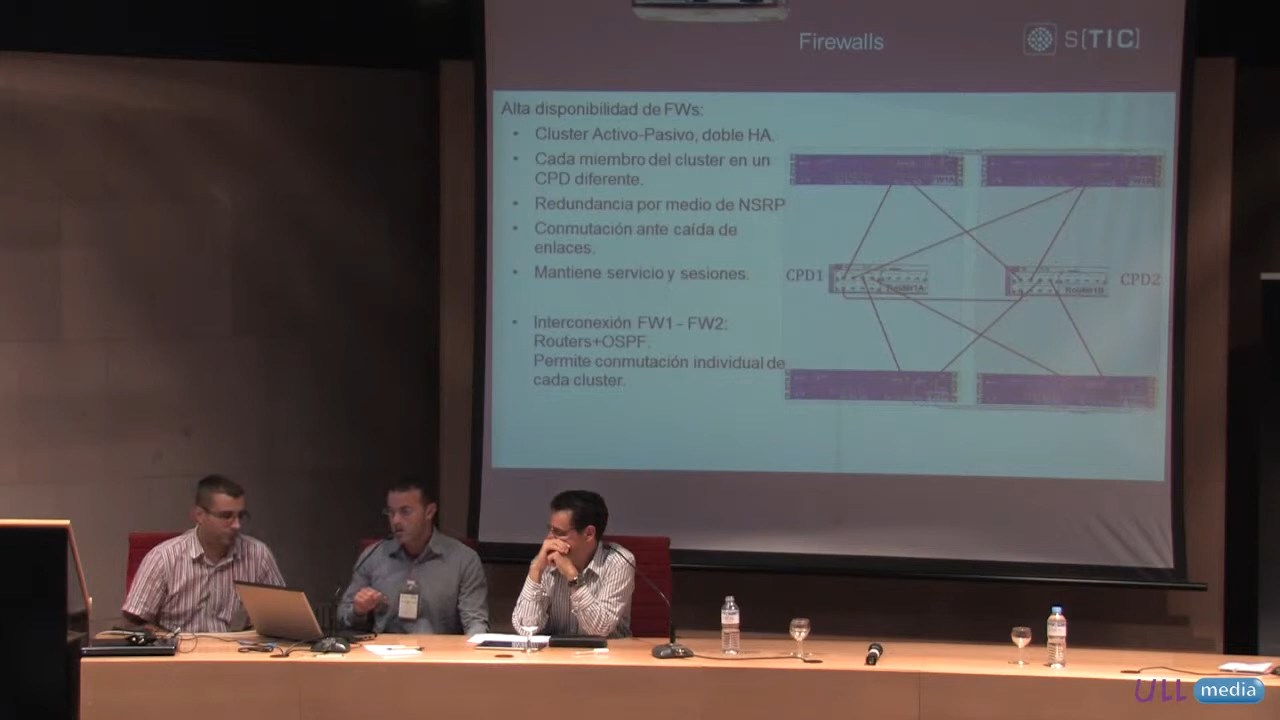 Firewalls
S[TIC]
Alta disponibilidad de FWs:
• Cluster Activo-Pasivo, doble HA.
• Cada miembro del cluster en un
CPD diferente.
• Redundancia por medio de NSRP
• Conmutación ante caída de
enlaces.
• Mantiene servicio y sesiones.
• Interconexión FW1 - FW2:
Routers+OSPF.
Permite conmutación individual de
cada cluster.
CPD1
Router1A
Router1B
CPD2
ULL media